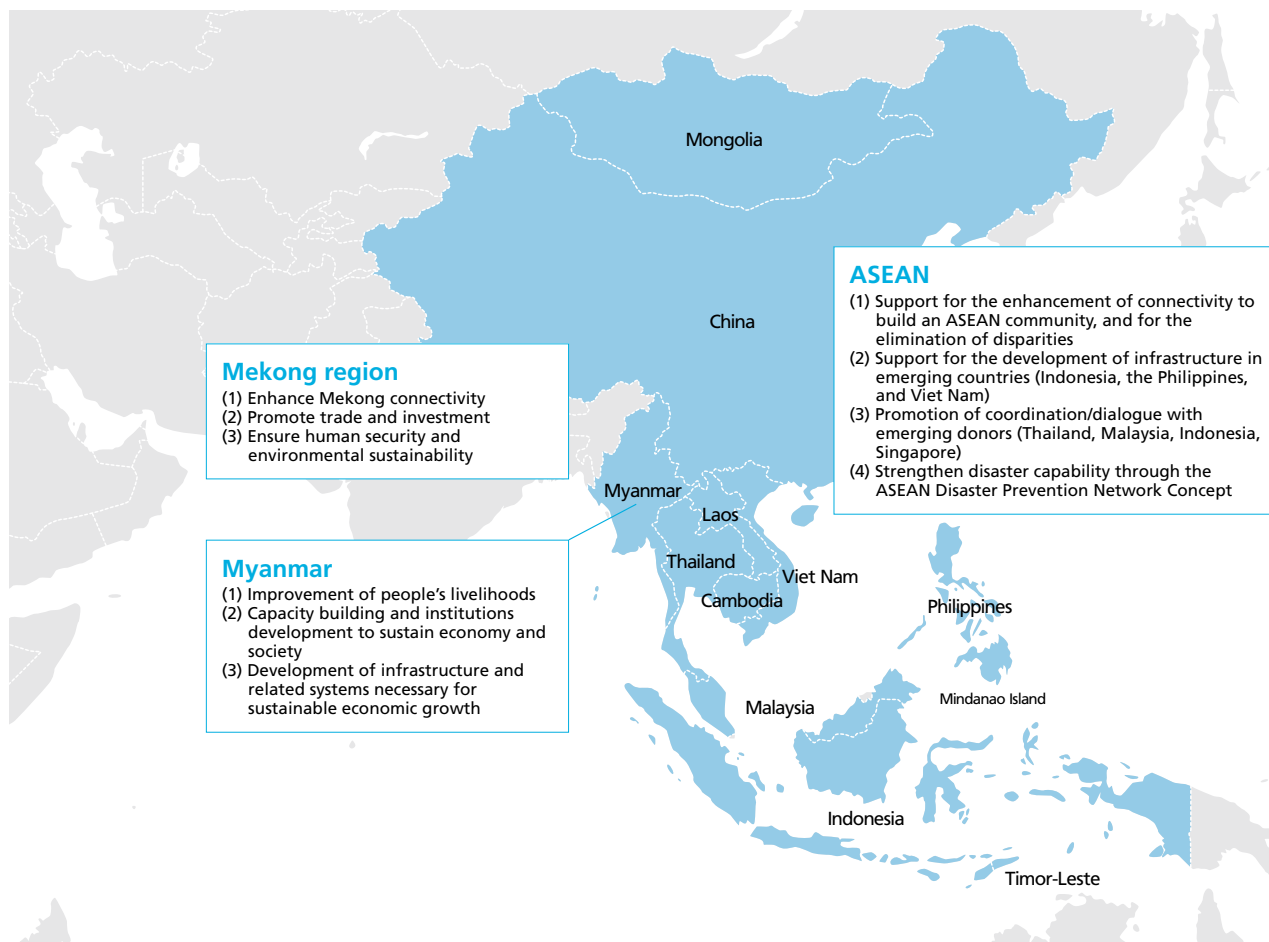 Mongolia
China
ASEAN
(1) Support for the enhancement of connectivity to
build an ASEAN community, and for the
elimination of disparities
(2) Support for the development of infrastructure in
emerging countries (Indonesia, the Philippines,
and Viet Nam)
(3) Promotion of coordination/dialogue with
emerging donors (Thailand, Malaysia, Indonesia,
Singapore)
(4) Strengthen disaster capability through the
ASEAN Disaster Prevention Network Concept
Mekong region
(1) Enhance Mekong connectivity
(2) Promote trade and investment
(3) Ensure human security and
environmental sustainability
Myanmar
Laos
Thailand
Viet Nam
Cambodia
Philippines
Myanmar
(1) Improvement of people’s livelihoods
(2) Capacity building and institutions
development to sustain economy and
society
(3) Development of infrastructure and
related systems necessary for
sustainable economic growth
Malaysia
Mindanao Island
Indonesia
Timor-Leste